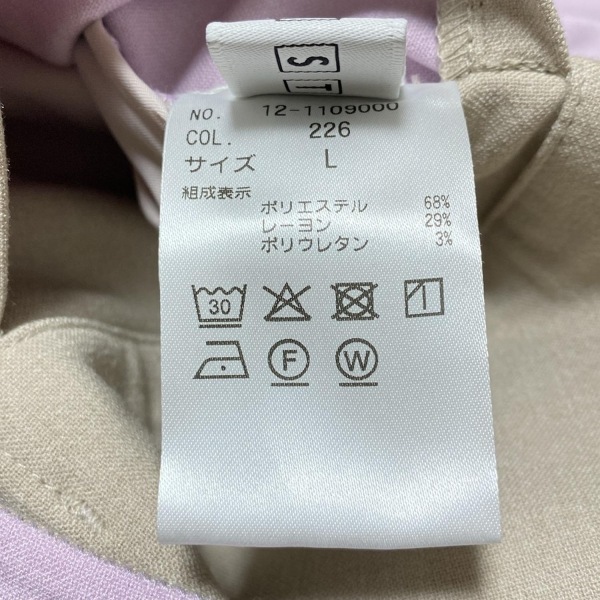 S T
NO. 12-1109000
COL. 226
サイズ L
組成表示
ポリエステル 68%
レーヨン 29%
ポリウレタン 3%
30
F W